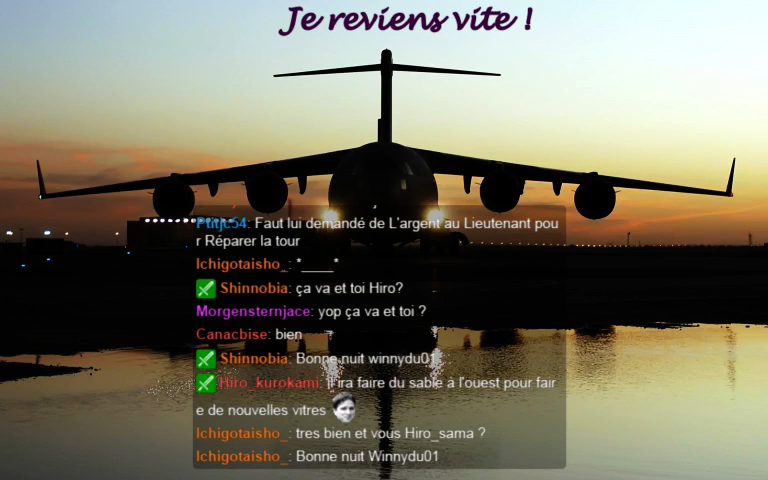 Je reviens vite !
Ptitjc54: Faut lui demandé de L'argent au Lieutenant pou
r Réparer la tour
Ichigotaisho_: *____*
Shinnobia: ça va et toi Hiro?
Morgensternjace: yop ça va et toi ?
Canacbise: bien
Shinnobia: Bonne nuit winnydu01
Hiro_kurokami: il ira faire du sable à l'ouest pour fair
e de nouvelles vitres
Ichigotaisho_: tres bien et vous Hiro_sama ?
Ichigotaisho_: Bonne nuit Winnydu01